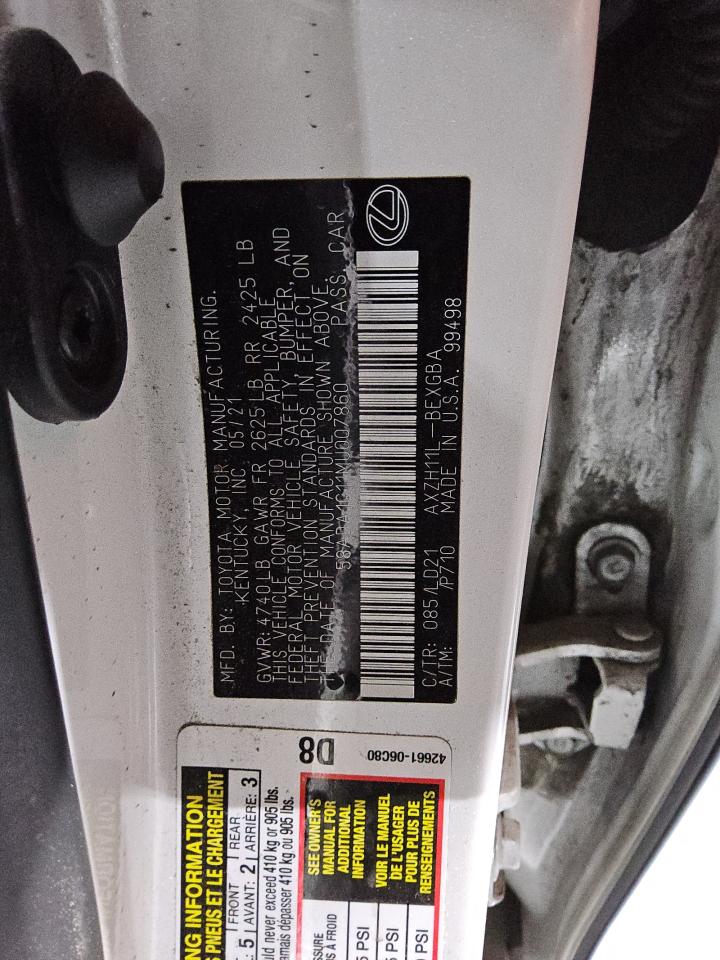 MFD. BY: TOYOTA MOTOR MANUFACTURING.
KENTUCKY, INC. 05/21
GVWR: 4740LB GAWR FR 2625 LB RR 2425 LB
THIS VEHICLE CONFORMS TO ALL APPLICABLE
FEDERAL MOTOR VEHICLE SAFETY, BUMPER, AND
THEFT PREVENTION STANDARDS IN EFFECT ON
THE DATE OF MANUFACTURE SHOWN ABOVE.
PASS. CAR
C/TR: 085/LD21 AXZH11L-BEXGBA
A/TM: /P710 MADE IN U.S.A. 99498
D8
42661-06C80
NG INFORMATION
PNEUS ET LE CHARGEMENT
FRONT REAR
5 AVANT: 2 ARRIÈRE: 3
never exceed 410 kg or 905 lbs.
dépasser 410 kg ou 905 lbs.
SEE OWNER'S
MANUAL FOR
ADDITIONAL
INFORMATION
VOIR LE MANUEL
DE L'USAGER
POUR PLUS DE
RENSEIGNEMENTS
À FROID
PSI
PSI
PSI